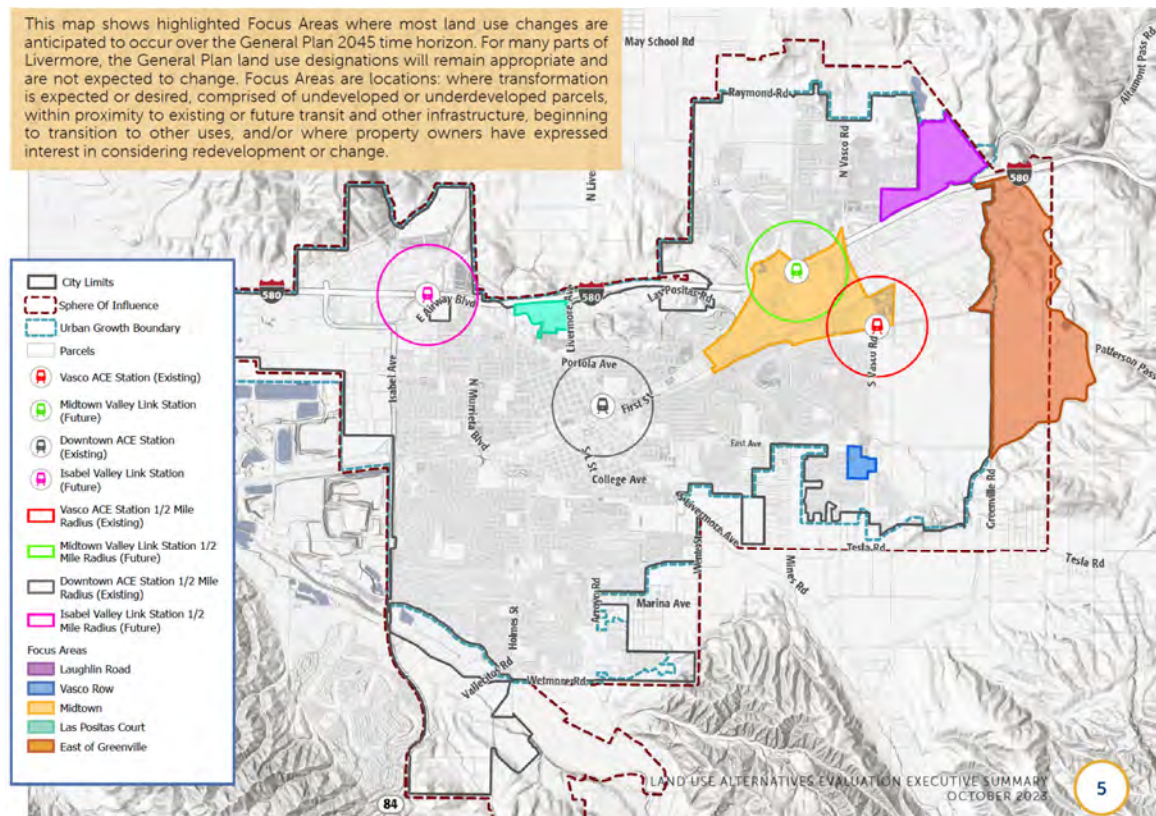 This map shows highlighted Focus Areas where most land use changes are
anticipated to occur over the General Plan 2045 time horizon. For many parts of
Livermore, the General Plan land use designations will remain appropriate and
are not expected to change. Focus Areas are locations: where transformation
is expected or desired, comprised of undeveloped or underdeveloped parcels,
within proximity to existing or future transit and other infrastructure, beginning
to transition to other uses, and/or where property owners have expressed
interest in considering redevelopment or change.
May School Rd
Altamont Pass Rd
Raymond Rd
N Vasco Rd
N Live
580
580
580
E Airway Blvd
Las Positas Rd
Livermore Ave
Isabel Ave
Portola Ave
N Murrieta Blvd
First St
S Vasco Rd
Patterson Pass
S L St
East Ave
College Ave
S Livermore Ave
Greenville Rd
Wente St
Tesla Rd
Tesla Rd
Mines Rd
Arroyo Rd
Marina Ave
Holmes St
Vallecitos Rd
Wetmore Rd
84
City Limits
Sphere Of Influence
Urban Growth Boundary
Parcels
Vasco ACE Station (Existing)
Midtown Valley Link Station
(Future)
Downtown ACE Station
(Existing)
Isabel Valley Link Station
(Future)
Vasco ACE Station 1/2 Mile
Radius (Existing)
Midtown Valley Link Station 1/2
Mile Radius (Future)
Downtown ACE Station 1/2 Mile
Radius (Existing)
Isabel Valley Link Station 1/2
Mile Radius (Future)
Focus Areas
Laughlin Road
Vasco Row
Midtown
Las Positas Court
East of Greenville
LAND USE ALTERNATIVES EVALUATION EXECUTIVE SUMMARY
OCTOBER 2023
5